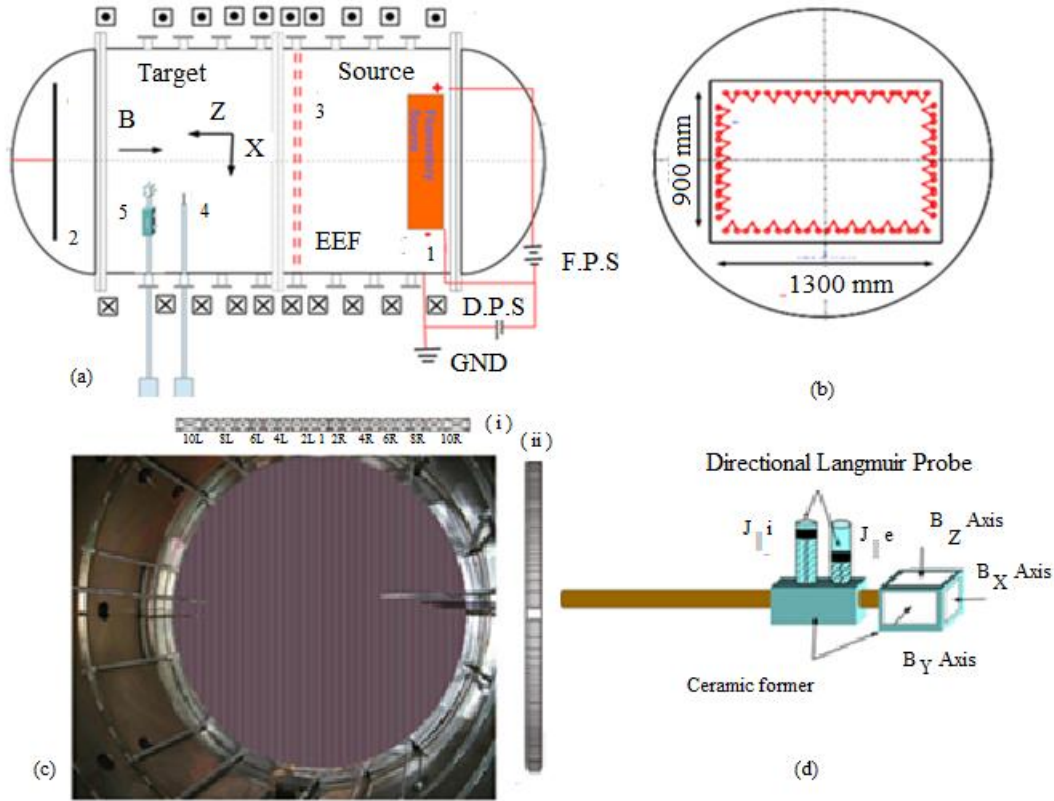 Target
Source
3
B
Z
X
Source
5
4
2
EEF
1
F.P.S
D.P.S
GND
(a)
900 mm
1300 mm
(b)
( i )
10L 8L 6L 4L 2L 1 2R 4R 6R 8R 10R
( ii )
(c)
Directional Langmuir Probe
J || i
J || e
B Z Axis
B X Axis
B Y Axis
Ceramic former
(d)